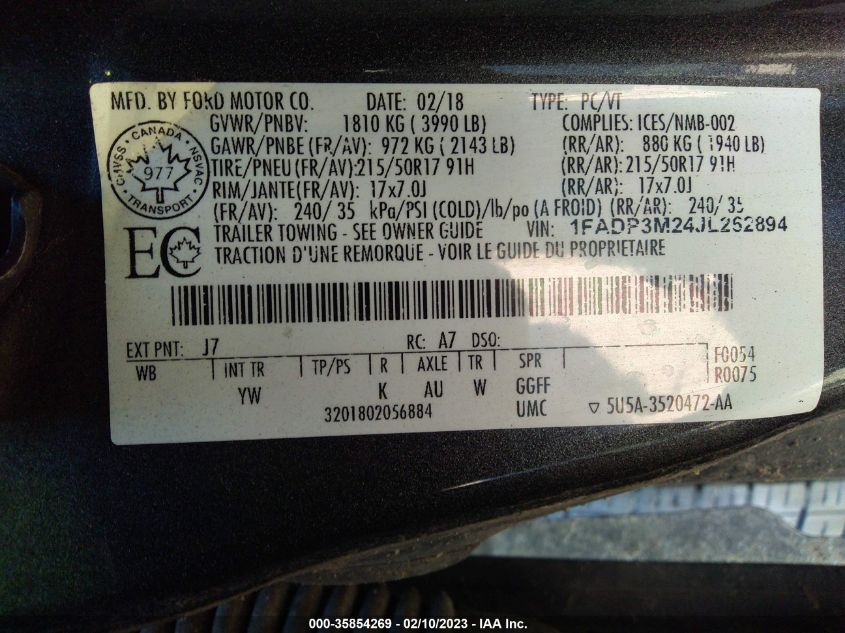 MFD. BY FORD MOTOR CO. DATE: 02/18 TYPE: PC/VT
GVWR/PNBV: 1810 KG ( 3990 LB) COMPLIES: ICES/NMB-002
GAWR/PNBE (FR/AV): 972 KG ( 2143 LB) (RR/AR): 880 KG ( 1940 LB)
TIRE/PNEU (FR/AV): 215/50R17 91H (RR/AR): 215/50R17 91H
RIM/JANTE(FR/AV): 17x7.0J (RR/AR): 17x7.0J
(FR/AV): 240/ 35 kPa/PSI (COLD)/lb/po (A FROID) (RR/AR): 240/ 35
TRAILER TOWING - SEE OWNER GUIDE VIN: 1FADP3M24JL262894
TRACTION D'UNE REMORQUE - VOIR LE GUIDE DU PROPRIETAIRE
CANADA
CMVSS NSVAC
977
TRANSPORT
EC
EXT PNT: J7 RC: A7 DSO:
WB INT TR TP/PS R AXLE TR SPR F0054
YW K AU W GGFF R0075
3201802056884 UMC 5U5A-3520472-AA
000-35854269 - 02/10/2023 - IAA Inc.